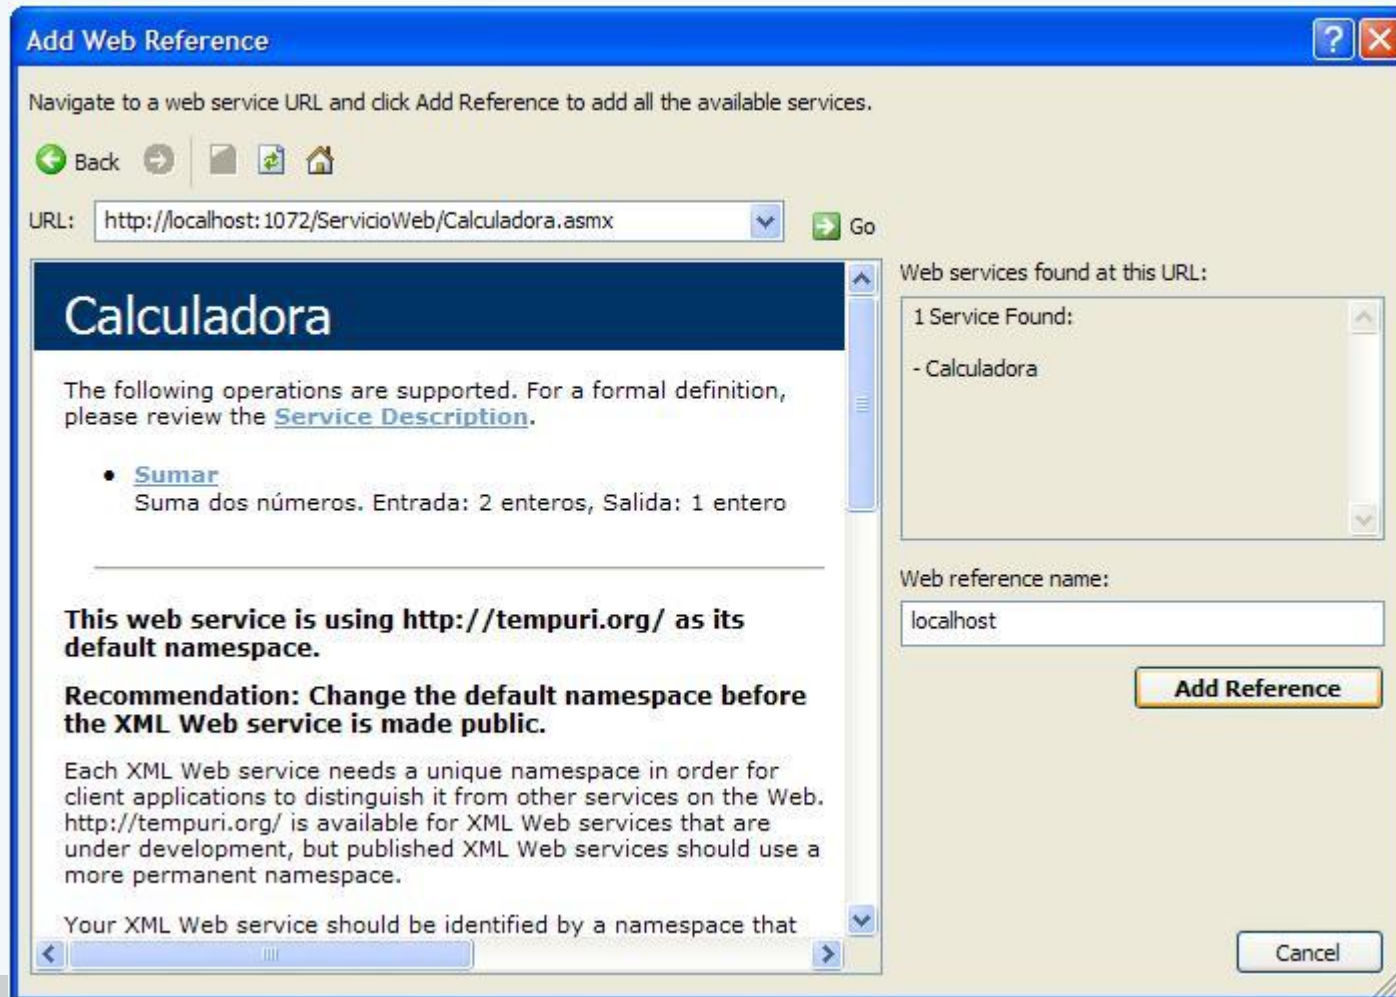 Add Web Reference
Navigate to a web service URL and click Add Reference to add all the available services.
Back
URL: http://localhost:1072/ServicioWeb/Calculadora.asmx Go
Calculadora
The following operations are supported. For a formal definition,
please review the Service Description.
• Sumar
Suma dos números. Entrada: 2 enteros, Salida: 1 entero
This web service is using http://tempuri.org/ as its
default namespace.
Recommendation: Change the default namespace before
the XML Web service is made public.
Each XML Web service needs a unique namespace in order for
client applications to distinguish it from other services on the Web.
http://tempuri.org/ is available for XML Web services that are
under development, but published XML Web services should use a
more permanent namespace.
Your XML Web service should be identified by a namespace that
Web services found at this URL:
1 Service Found:
- Calculadora
Web reference name:
localhost
Add Reference
Cancel